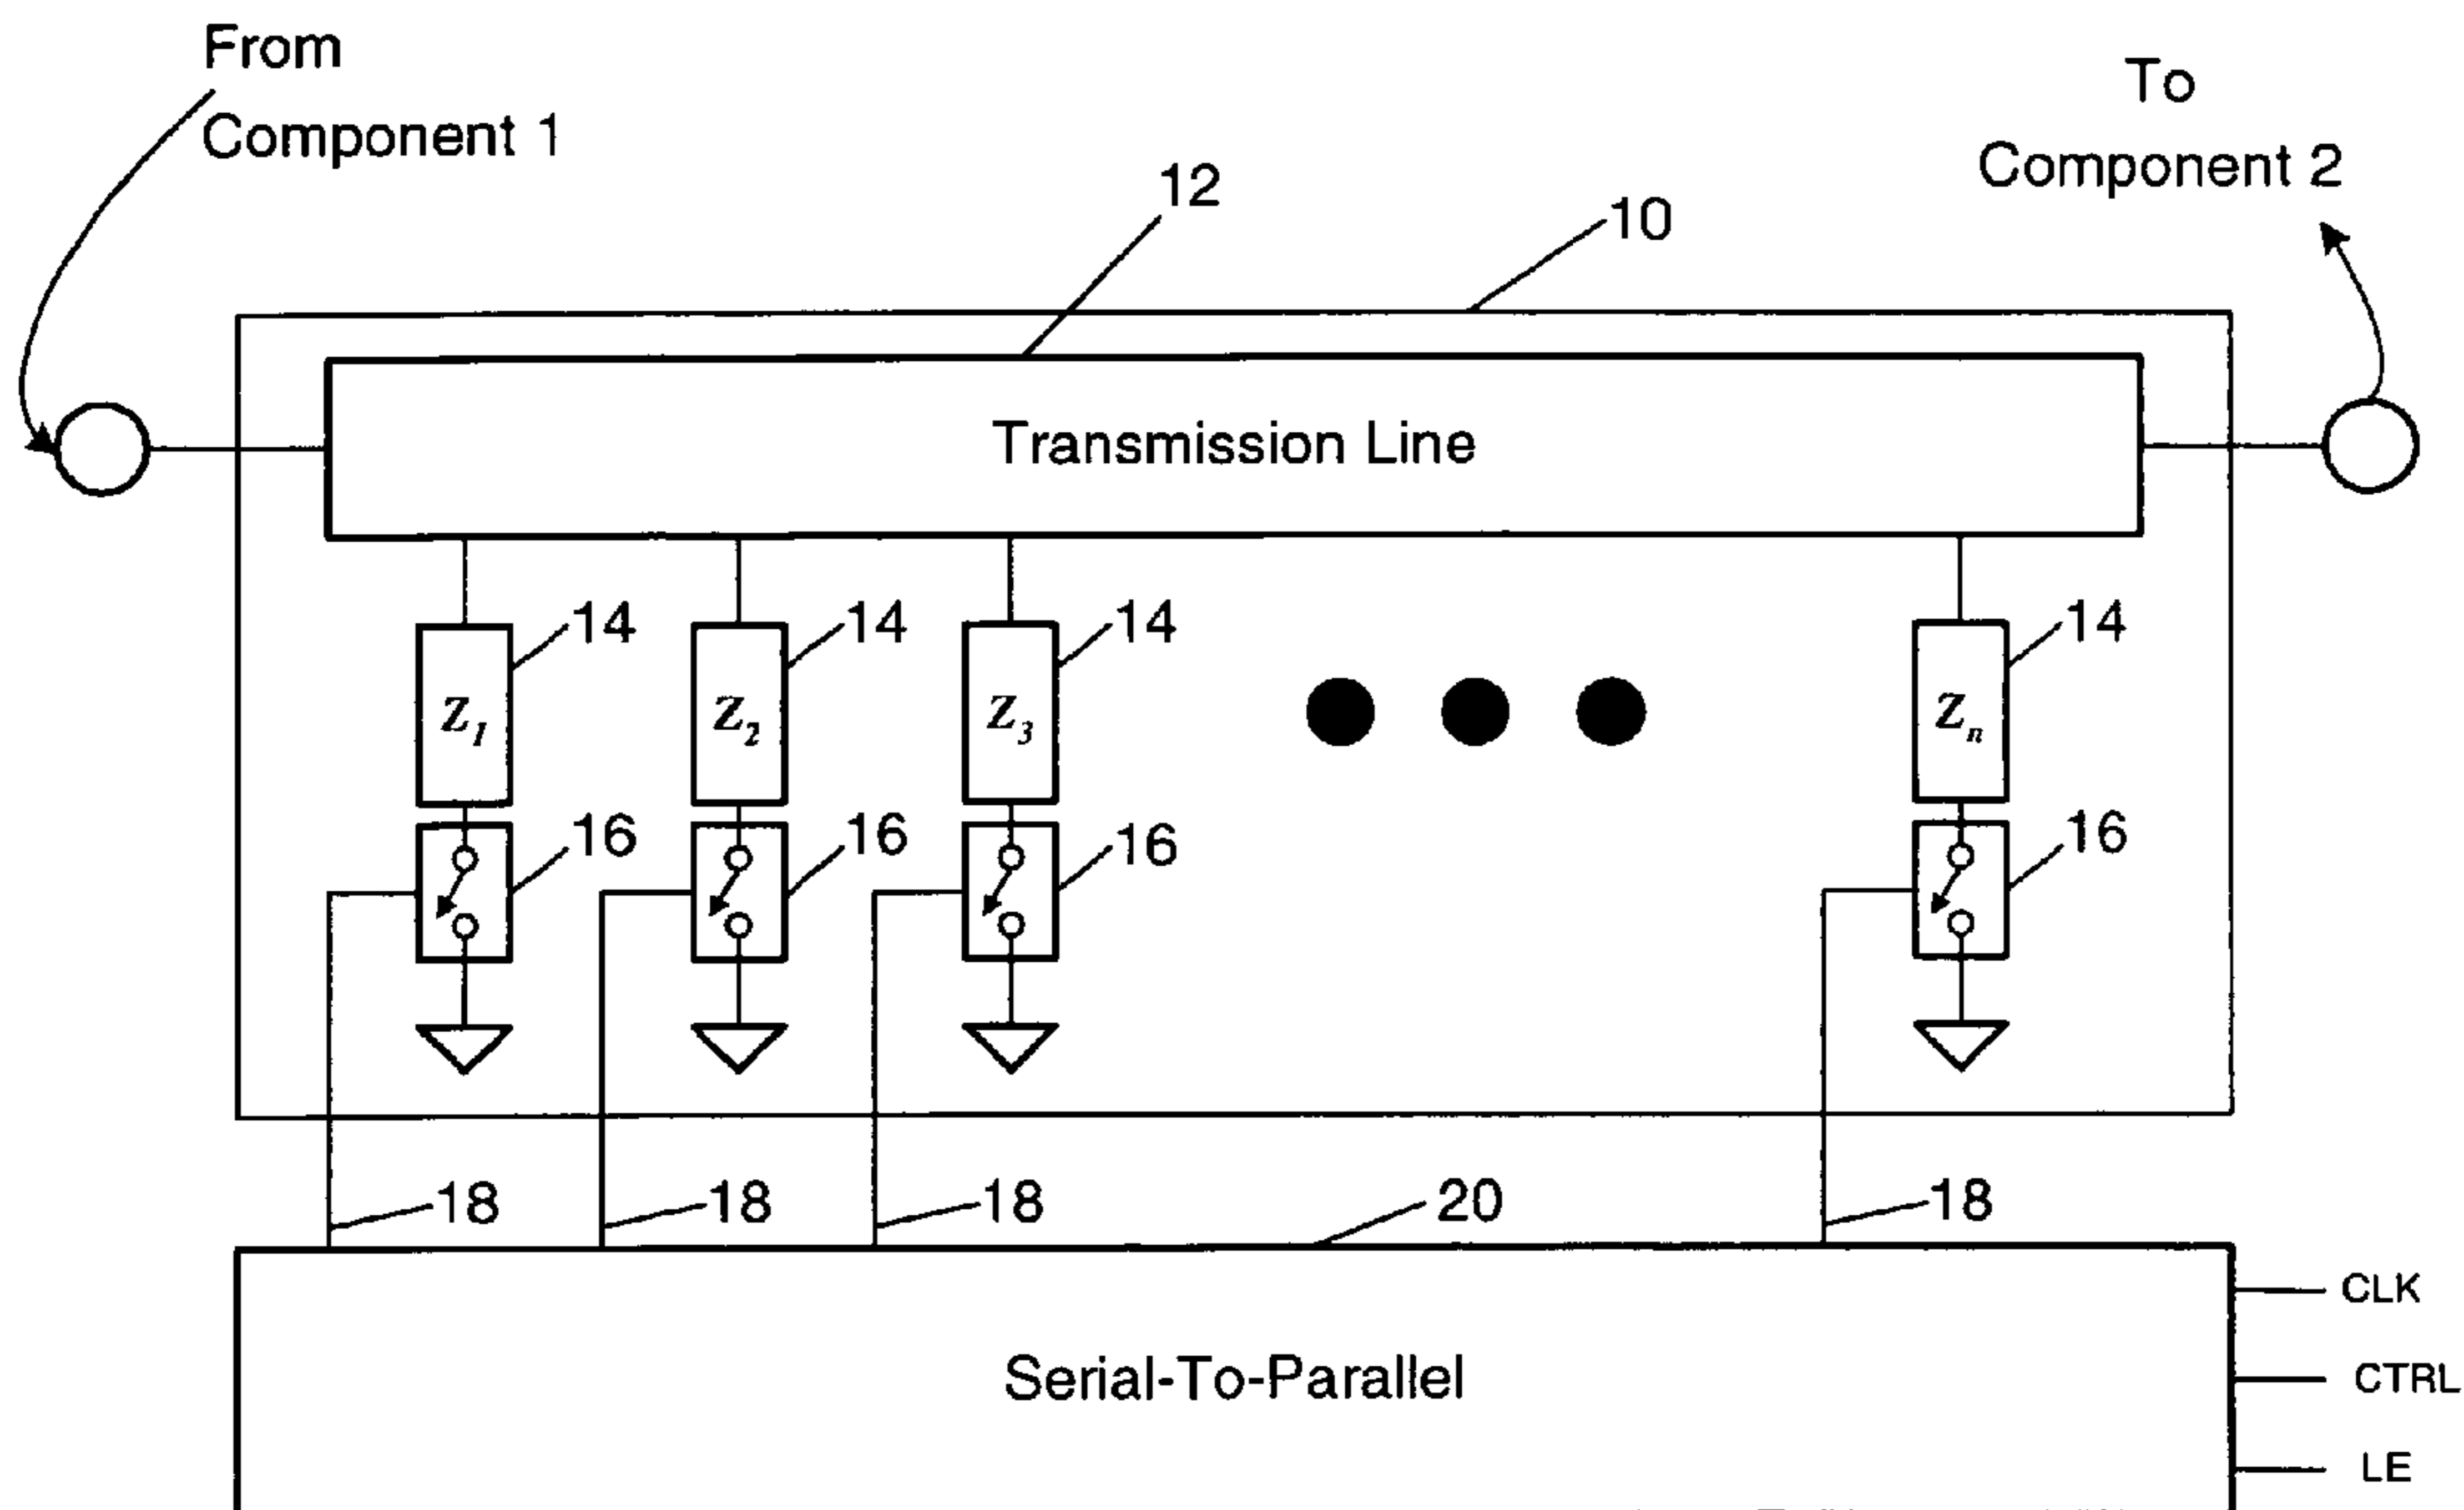 From
Component 1
To
Component 2
12
10
Transmission Line
14
14
14
14
Z1
Z2
Z3
Zn
16
16
16
16
18
18
18
20
18
CLK
Serial-To-Parallel
CTRL
LE